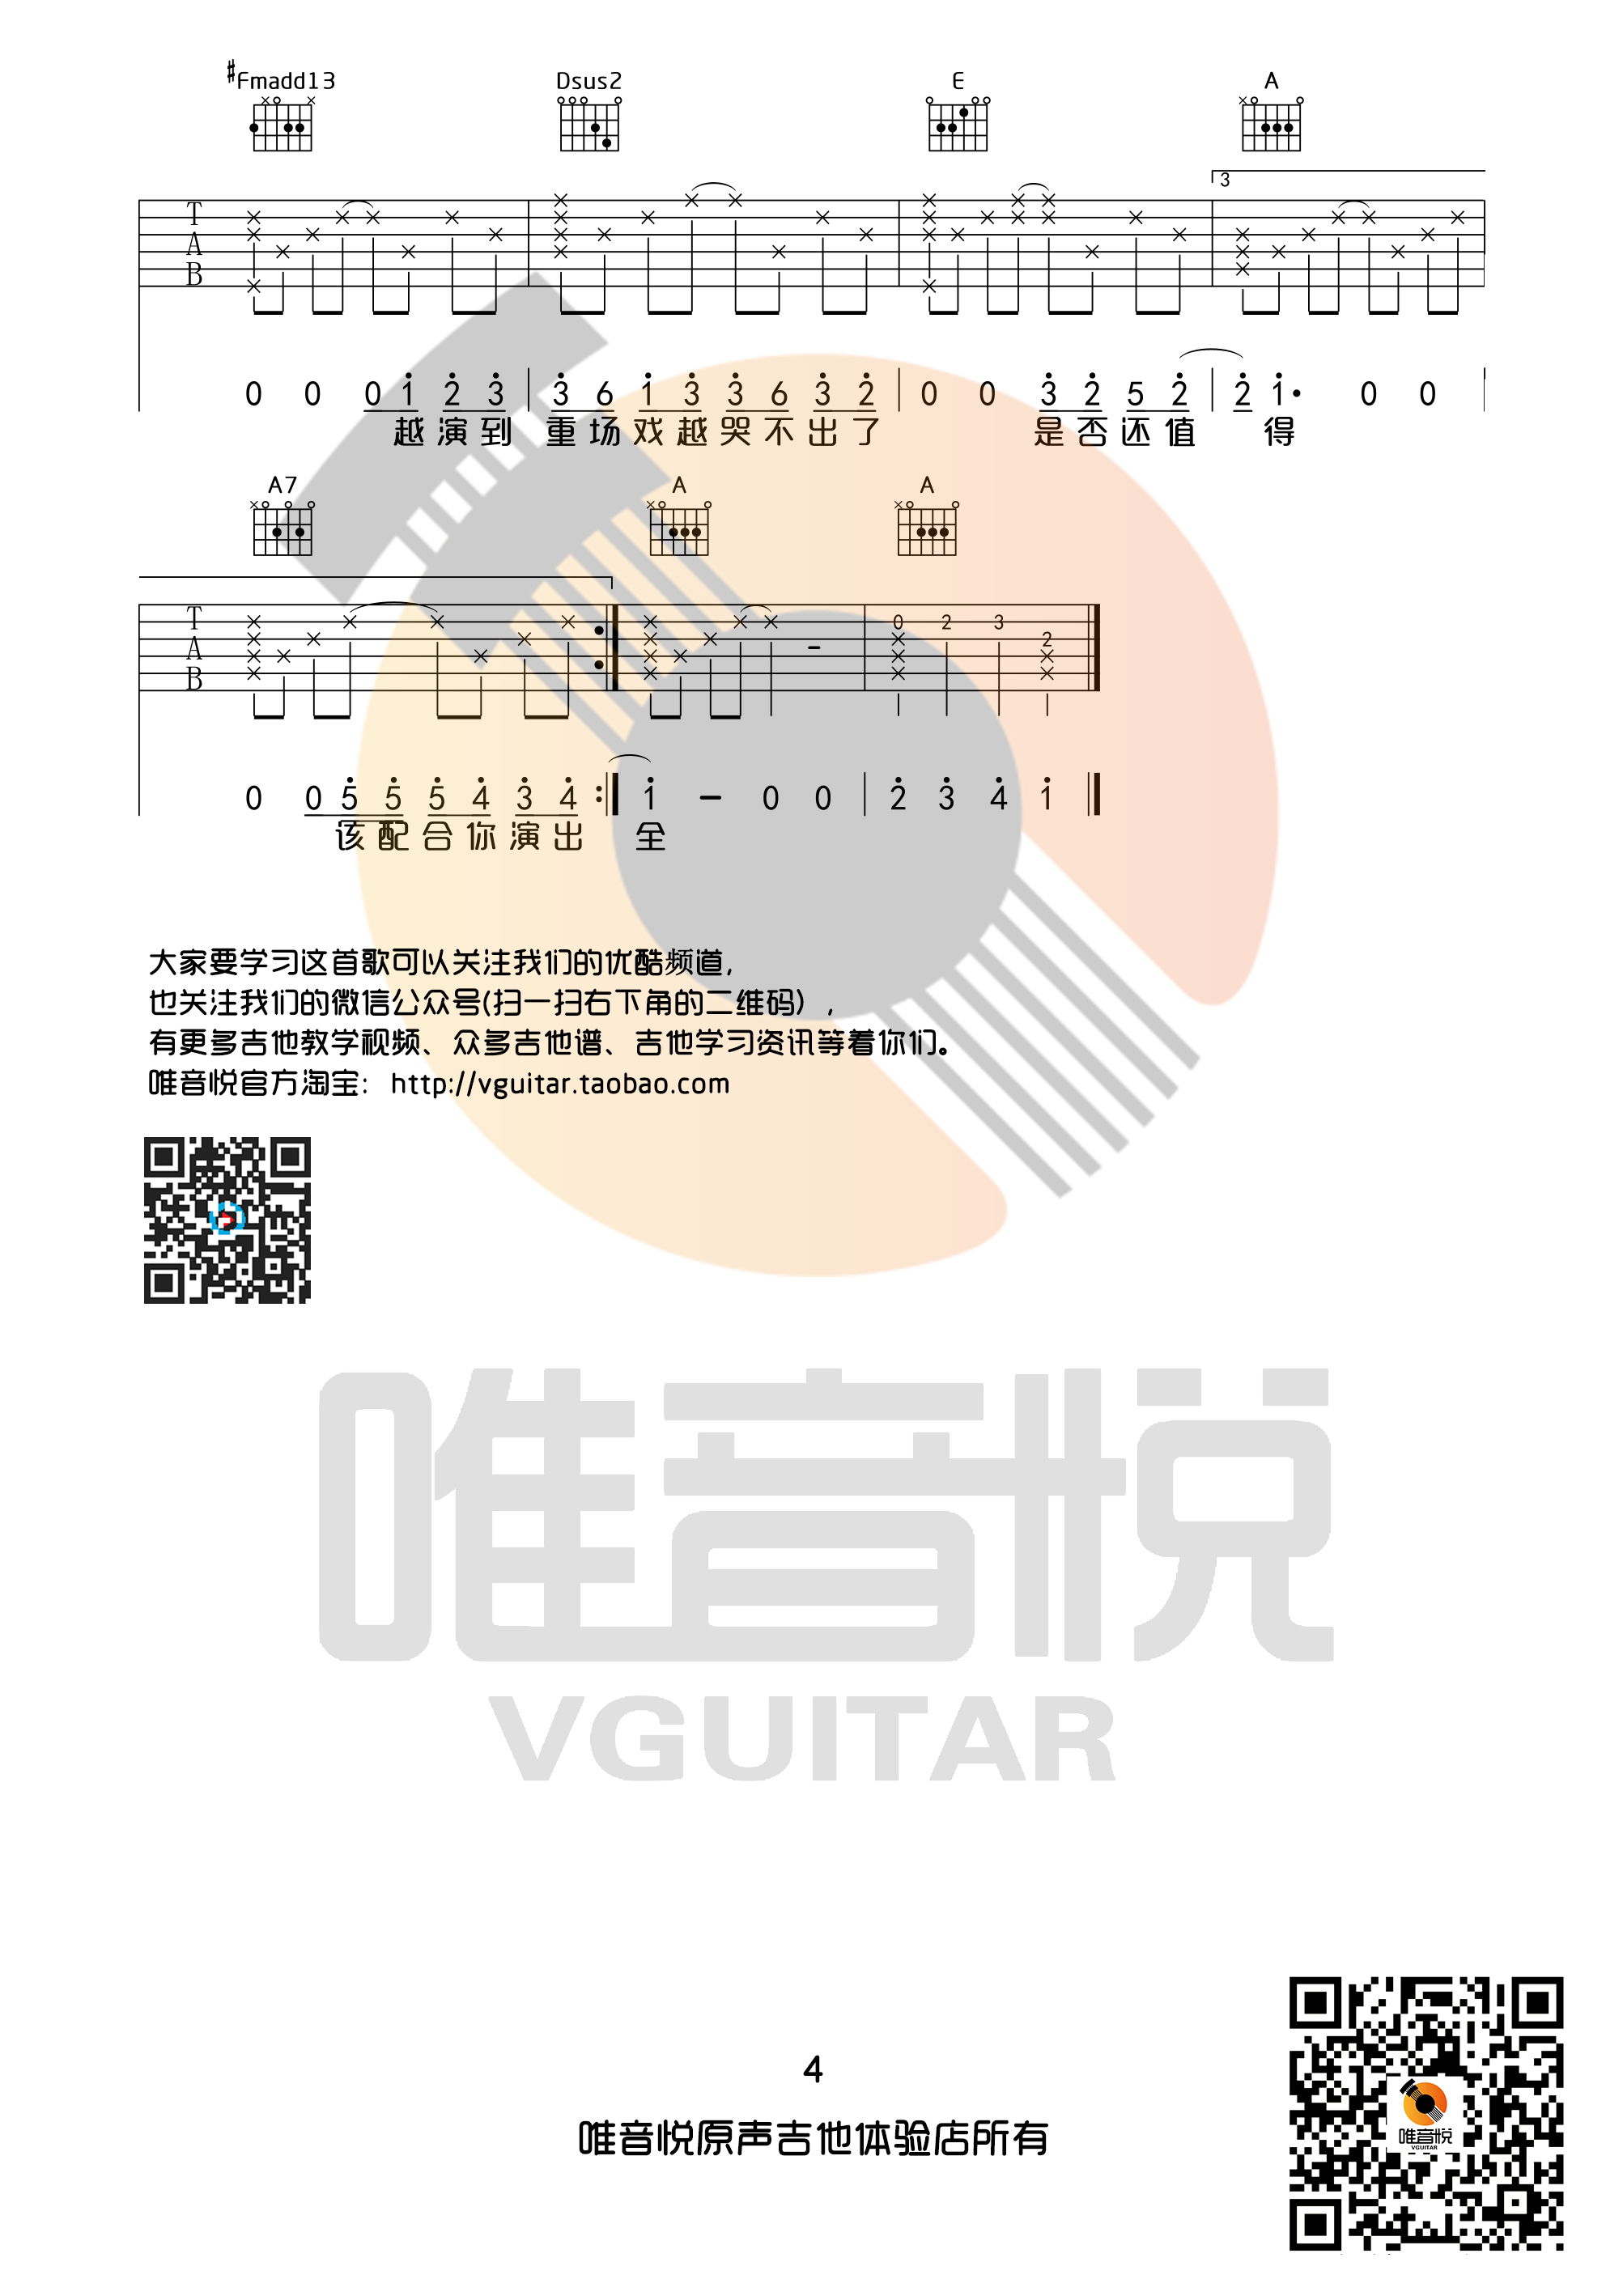 #Fmadd13 Dsus2 E A
3
T
A
B
0 0 0 1 2 3 3 6 1 3 3 6 3 2 0 0 3 2 5 2 2 1· 0 0
越演到 重场戏越哭不出了 是否还值 得
A7 A A
T
A
B
0 2 3
2
0 0 5 5 5 4 3 4 1 – 0 0 2 3 4 1
该配合你演出 全
大家要学习这首歌可以关注我们的优酷频道,
也关注我们的微信公众号(扫一扫右下角的二维码),
有更多吉他教学视频、众多吉他谱、吉他学习资讯等着你们。
唯音悦官方淘宝: http://vguitar.taobao.com
唯音悦
VGUITAR
4
唯音悦原声吉他体验店所有
唯音悦
VGUITAR